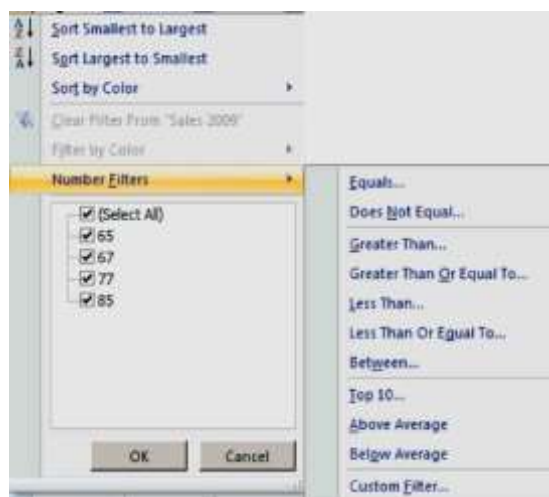 Sort Smallest to Largest
Sort Largest to Smallest
Sort by Color
Clear Filter From "Sales 2009"
Filter by Color
Number Filters
(Select All)
65
67
77
85
OK
Cancel
Equals...
Does Not Equal...
Greater Than...
Greater Than Or Equal To...
Less Than...
Less Than Or Equal To...
Between...
Top 10...
Above Average
Below Average
Custom Filter...